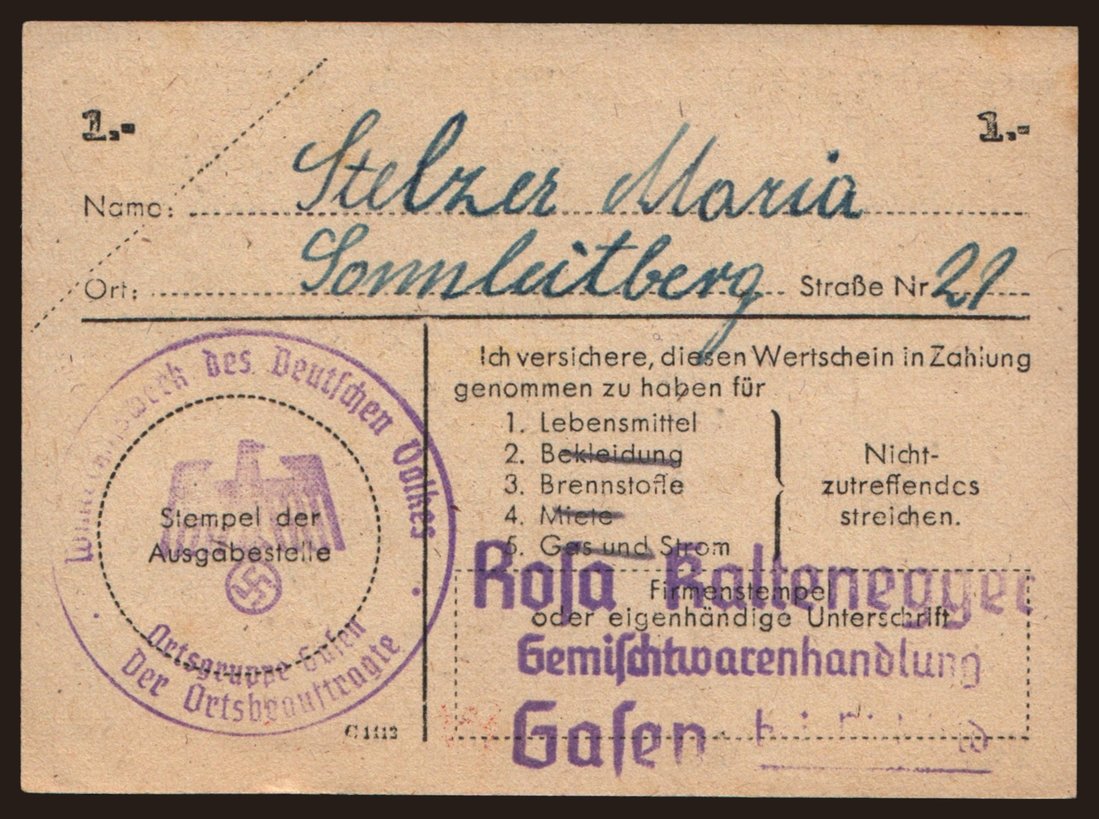 1.- 1.-
Name: Stelzer Maria
Ort: Sonnleitberg Straße Nr 21
Winterhilfswerk des Deutschen Volkes
Stempel der
Ausgabestelle
Ortsgruppe Gasen
Der Ortsbeauftragte
C 1113
Ich versichere, diesen Wertschein in Zahlung
genommen zu haben für
1. Lebensmittel
2. Bekleidung
3. Brennstoffe
4. Miete
5. Gas und Strom
Nicht-
zutreffendes
streichen.
Firmenstempel
oder eigenhändige Unterschrift
Rosa Kaltenegger
Gemischtwarenhandlung
Gasen